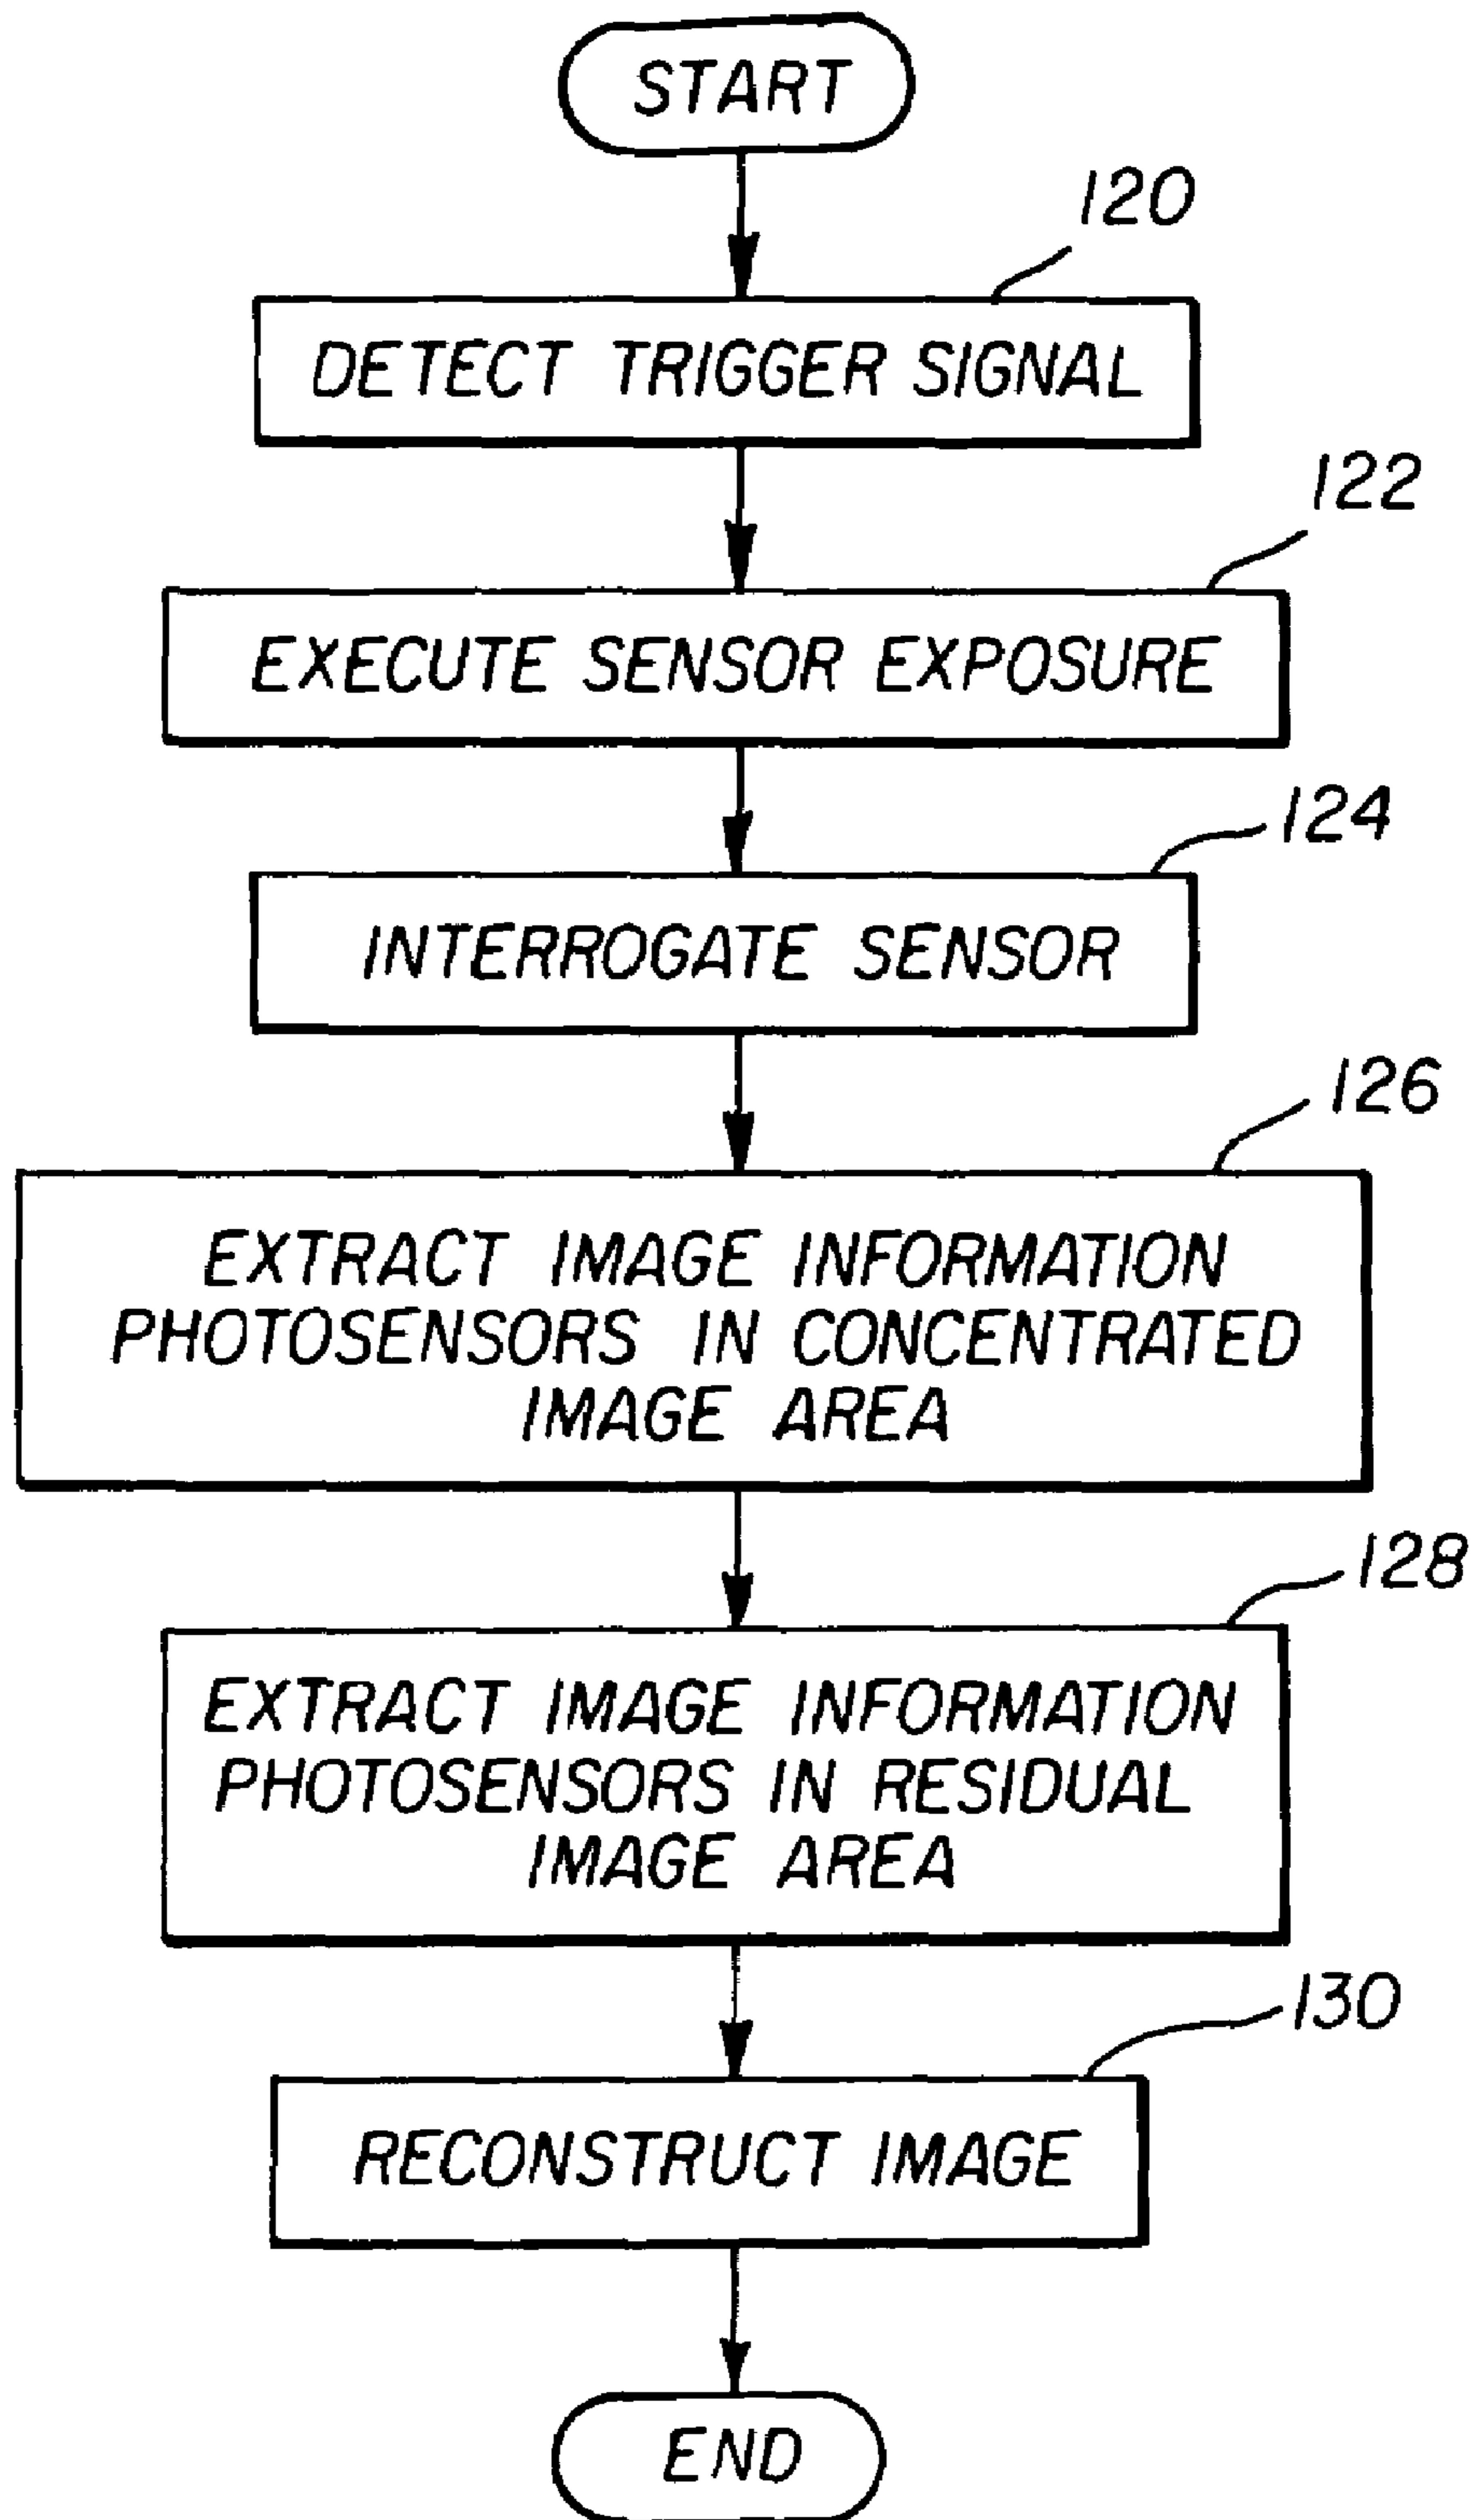 START
120
DETECT TRIGGER SIGNAL
122
EXECUTE SENSOR EXPOSURE
124
INTERROGATE SENSOR
126
EXTRACT IMAGE INFORMATION
PHOTOSENSORS IN CONCENTRATED
IMAGE AREA
128
EXTRACT IMAGE INFORMATION
PHOTOSENSORS IN RESIDUAL
IMAGE AREA
130
RECONSTRUCT IMAGE
END